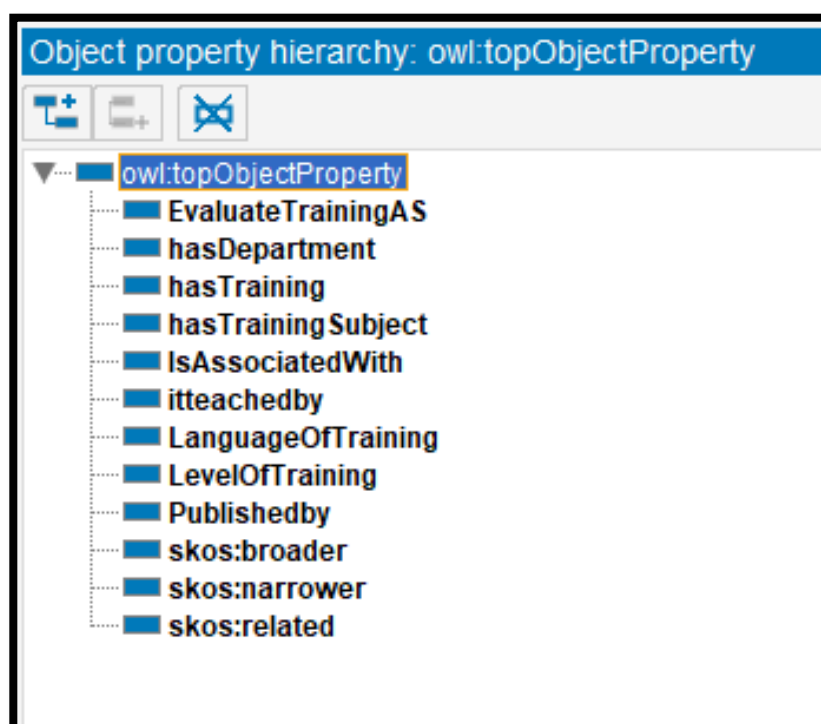 Object property hierarchy: owl:topObjectProperty
owl:topObjectProperty
EvaluateTrainingAS
hasDepartment
hasTraining
hasTrainingSubject
IsAssociatedWith
itteachedby
LanguageOfTraining
LevelOfTraining
Publishedby
skos:broader
skos:narrower
skos:related